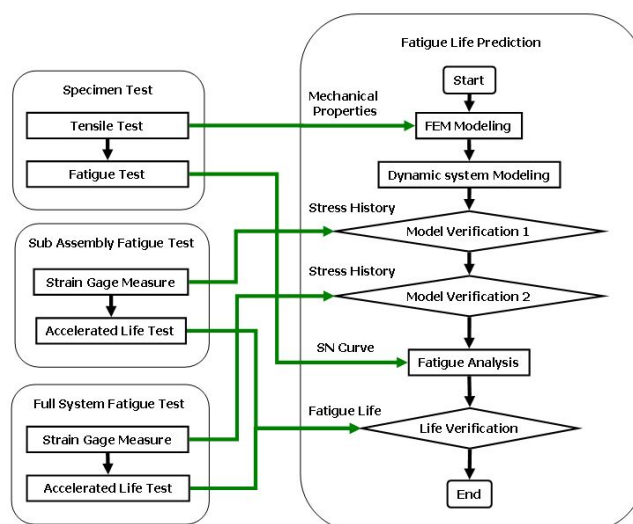 Specimen Test
Tensile Test
Fatigue Test
Sub Assembly Fatigue Test
Strain Gage Measure
Accelerated Life Test
Full System Fatigue Test
Strain Gage Measure
Accelerated Life Test
Mechanical
Properties
Stress History
Stress History
SN Curve
Fatigue Life
Fatigue Life Prediction
Start
FEM Modeling
Dynamic system Modeling
Model Verification 1
Model Verification 2
Fatigue Analysis
Life Verification
End